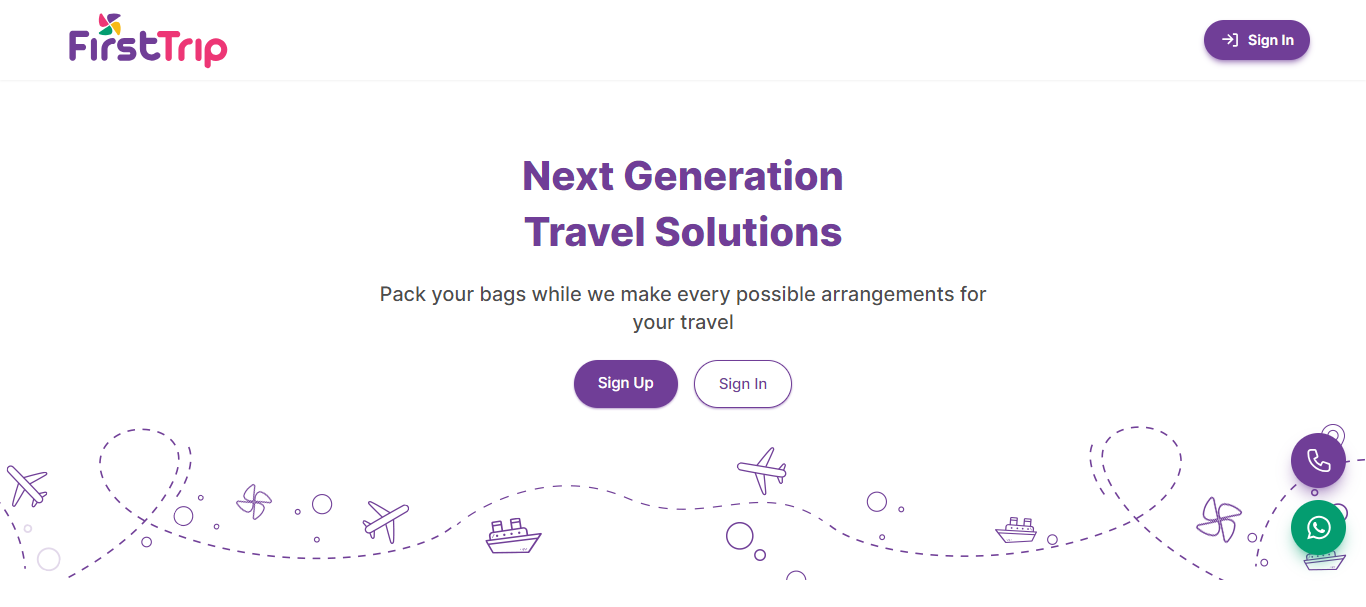 FirstTrip
Sign In
Next Generation
Travel Solutions
Pack your bags while we make every possible arrangements for
your travel
Sign Up
Sign In